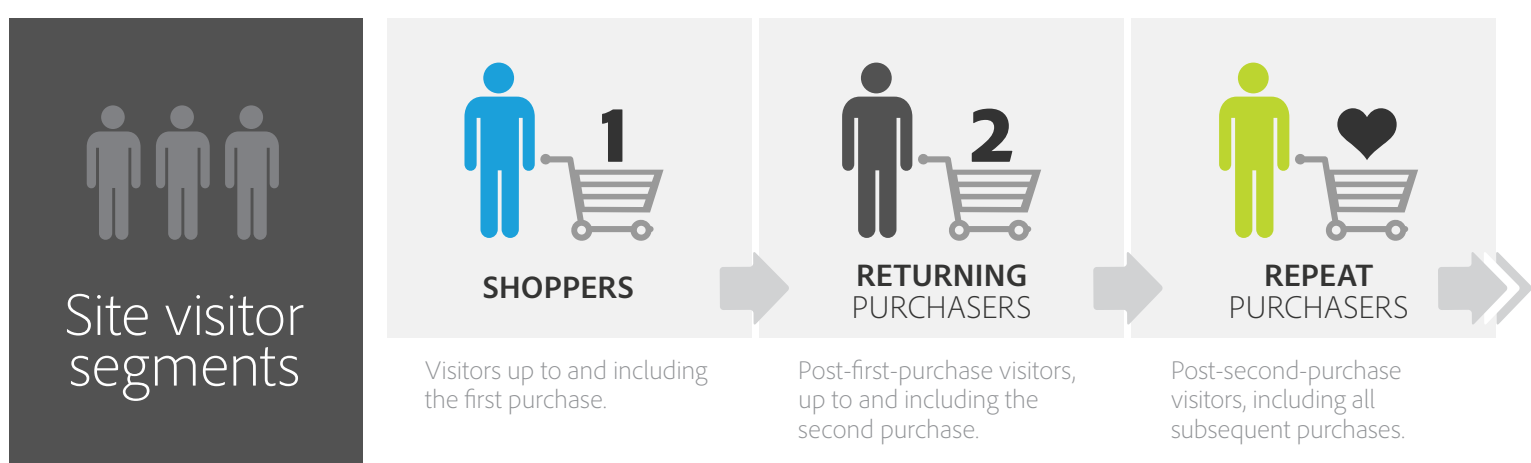 Site visitor
segments
1
SHOPPERS
Visitors up to and including
the first purchase.
2
RETURNING
PURCHASERS
Post-first-purchase visitors,
up to and including the
second purchase.
REPEAT
PURCHASERS
Post-second-purchase
visitors, including all
subsequent purchases.